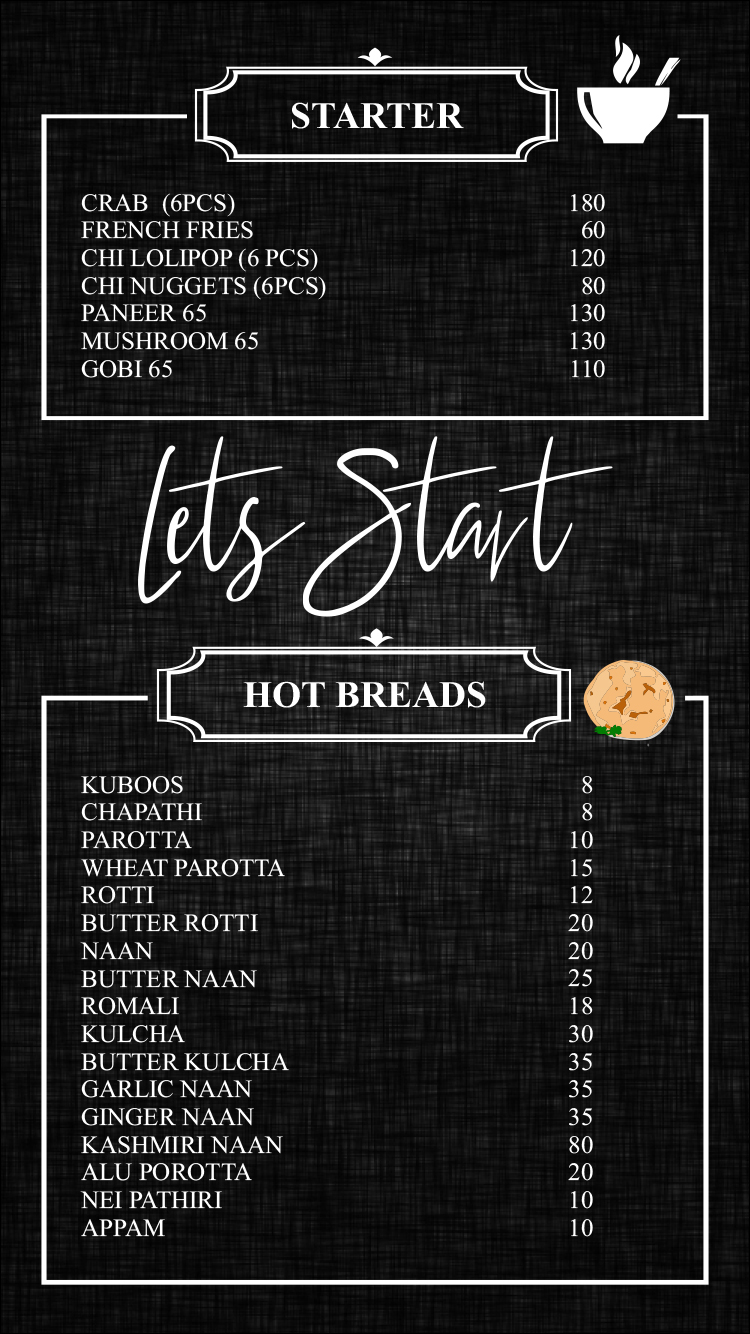 STARTER
CRAB (6PCS) 180
FRENCH FRIES 60
CHI LOLIPOP (6 PCS) 120
CHI NUGGETS (6PCS) 80
PANEER 65 130
MUSHROOM 65 130
GOBI 65 110
Lets Start
HOT BREADS
KUBOOS 8
CHAPATHI 8
PAROTTA 10
WHEAT PAROTTA 15
ROTTI 12
BUTTER ROTTI 20
NAAN 20
BUTTER NAAN 25
ROMALI 18
KULCHA 30
BUTTER KULCHA 35
GARLIC NAAN 35
GINGER NAAN 35
KASHMIRI NAAN 80
ALU POROTTA 20
NEI PATHIRI 10
APPAM 10